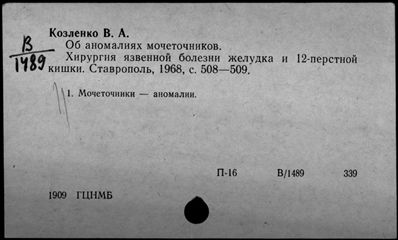 Козленко В. А.
В/1489
Об аномалиях мочеточников.
Хирургия язвенной болезни желудка и 12-перстной
кишки. Ставрополь, 1968, с. 508—509.
1. Мочеточники — аномалии.
П-16 В/1489 339
1909 ГЦНМБ